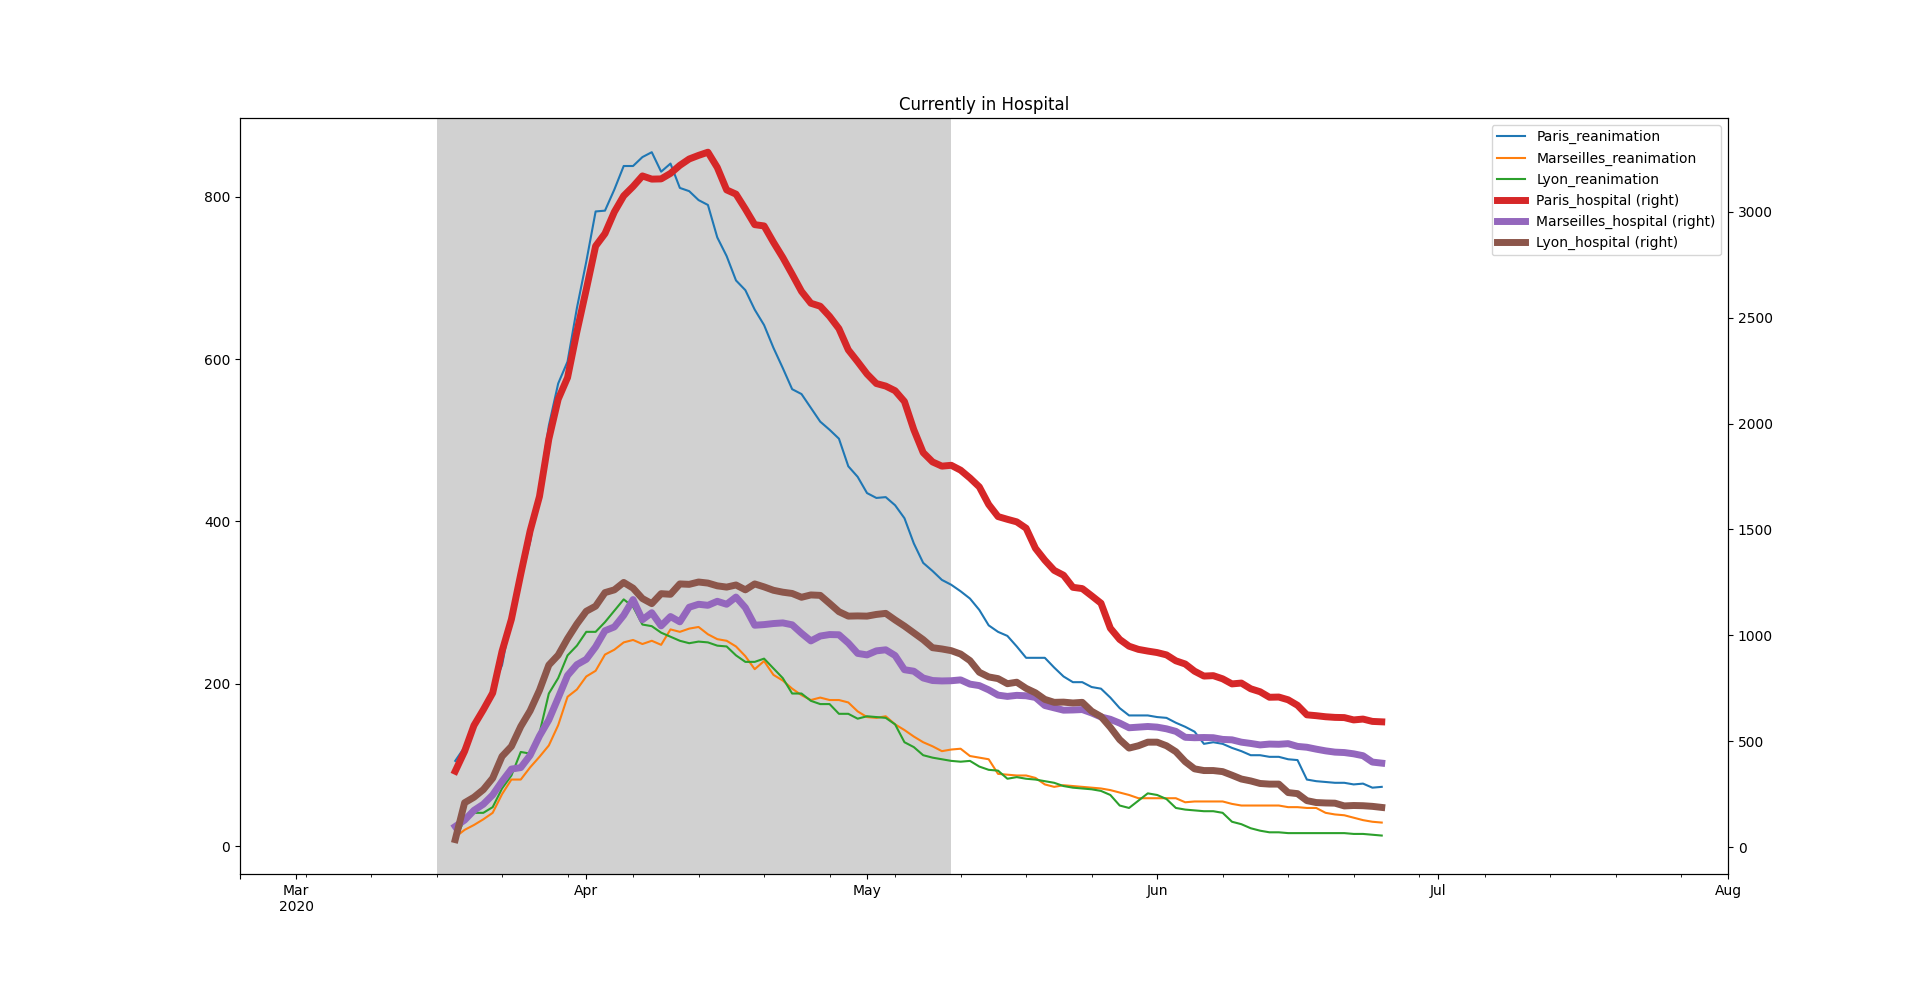 Currently in Hospital
Paris_reanimation
Marseilles_reanimation
Lyon_reanimation
Paris_hospital (right)
Marseilles_hospital (right)
Lyon_hospital (right)
800
600
400
200
0
3000
2500
2000
1500
1000
500
0
Mar
2020
Apr
May
Jun
Jul
Aug